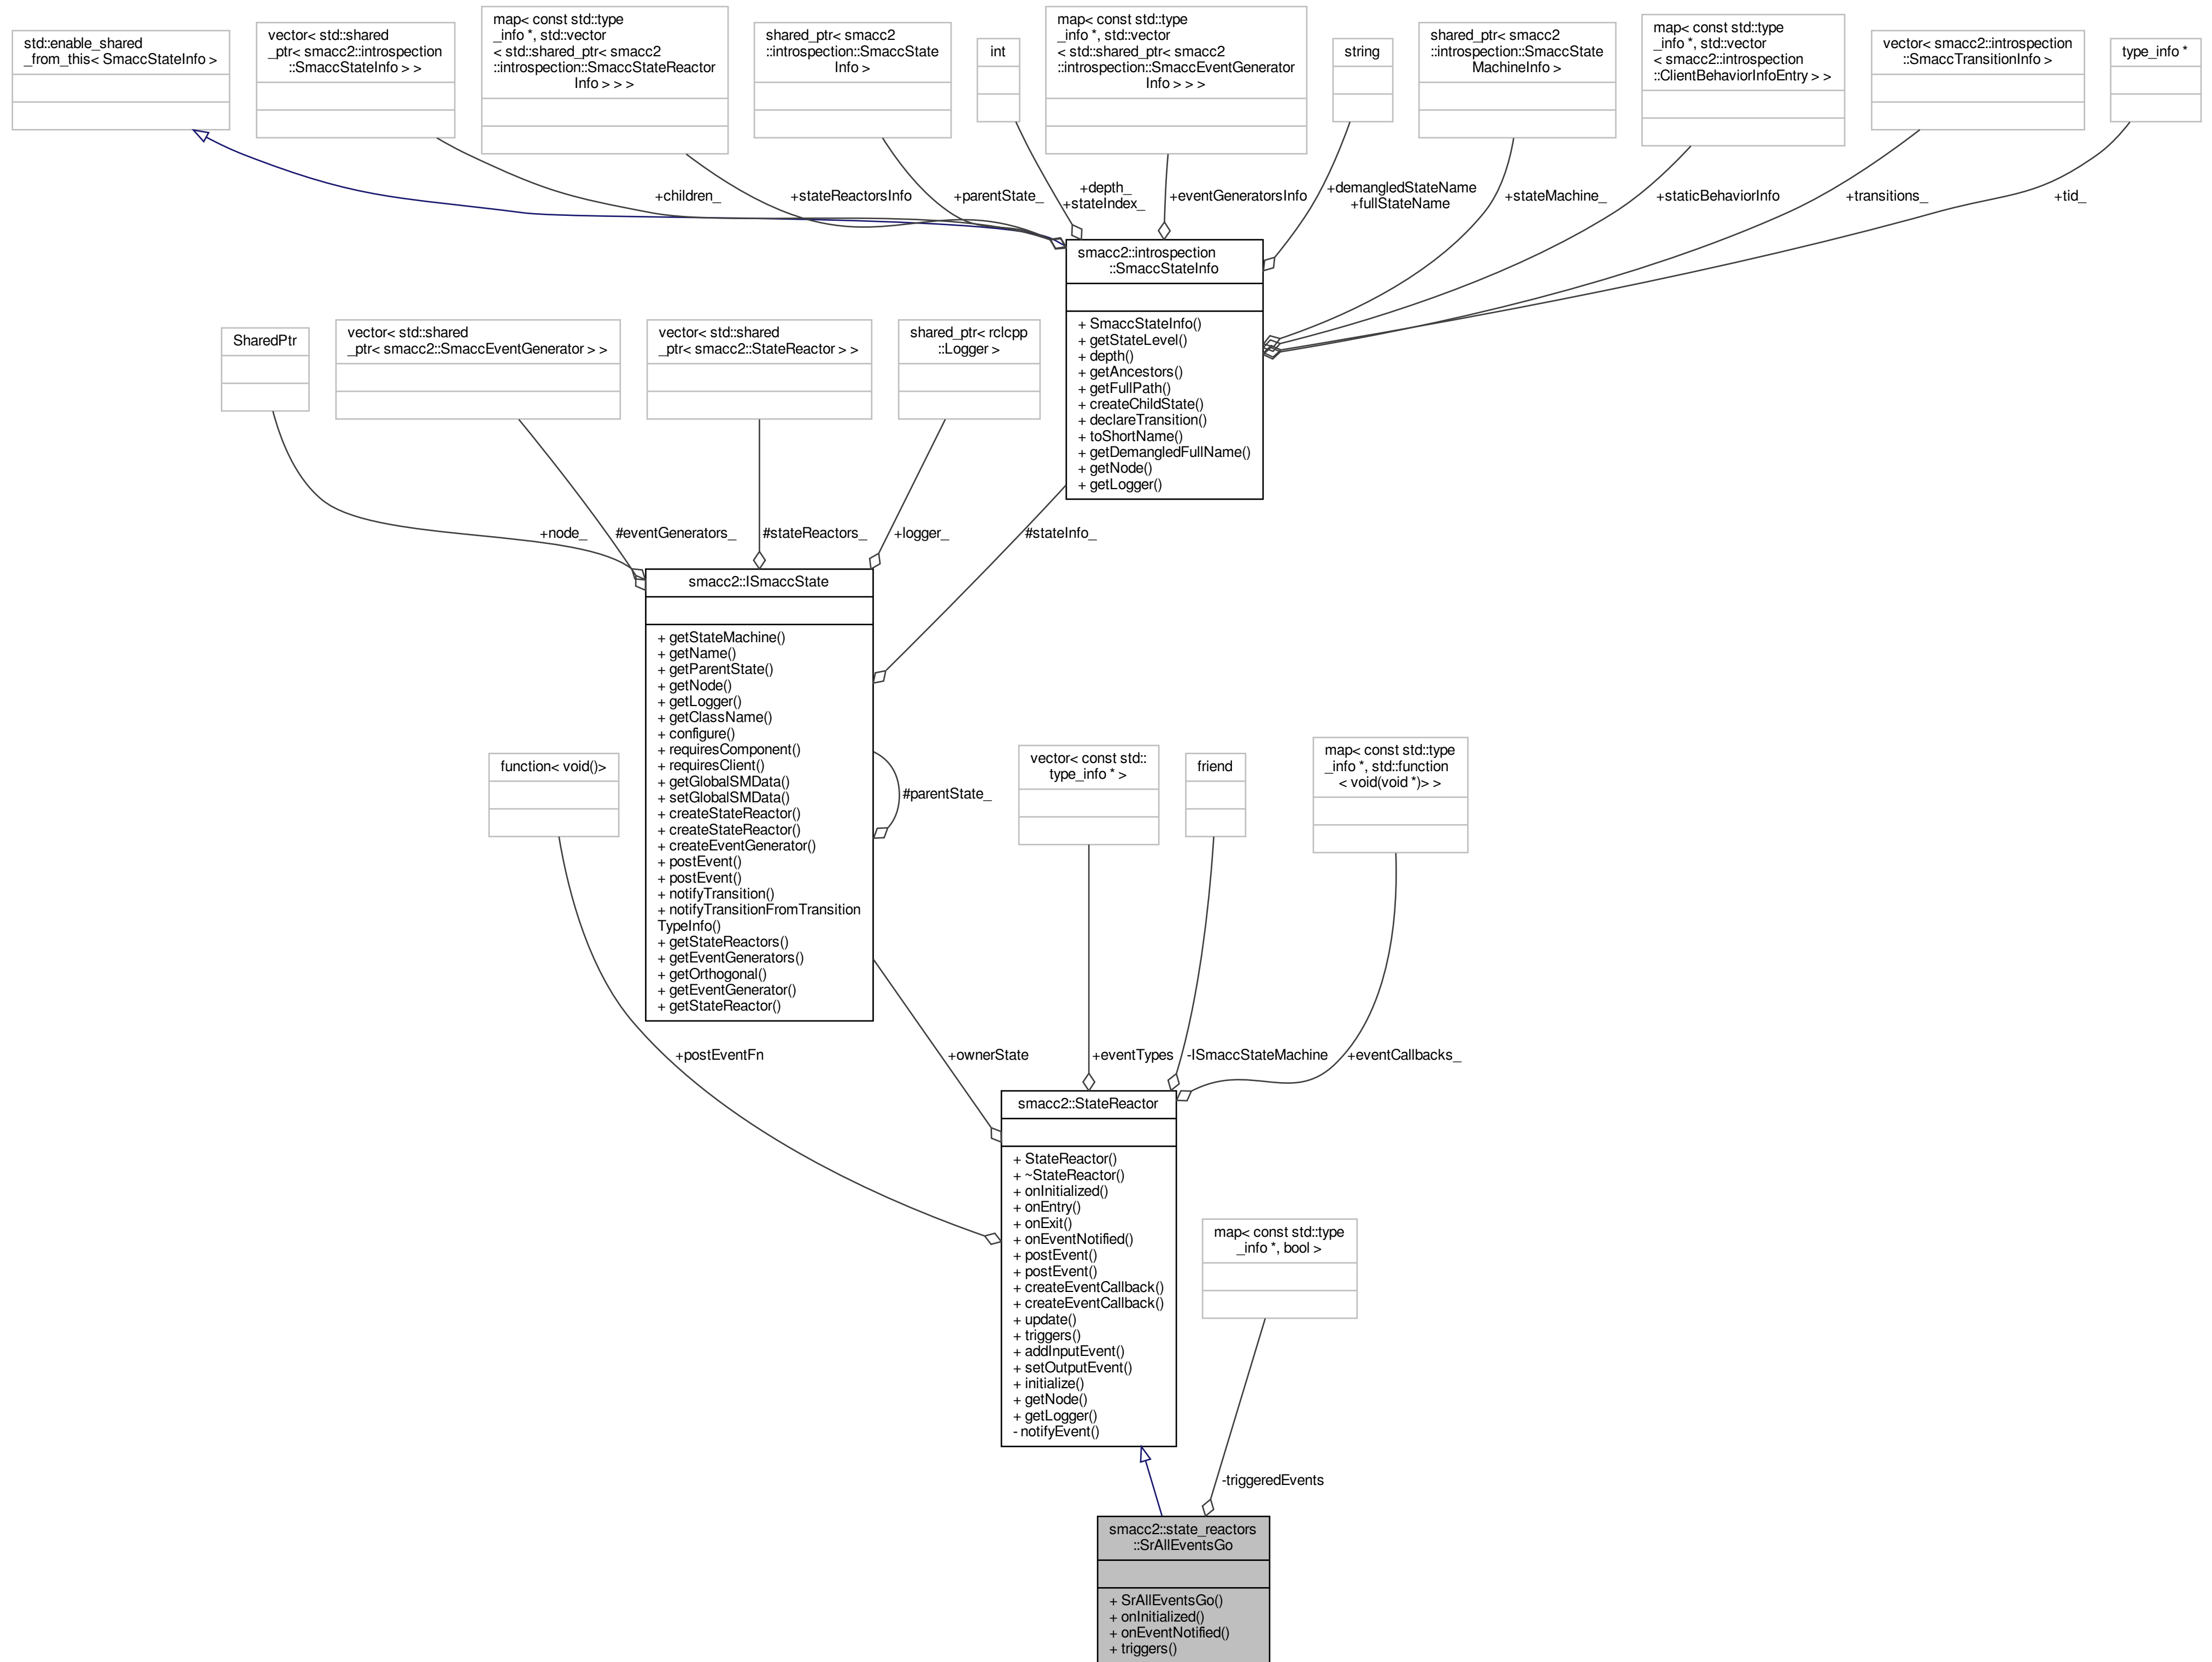 std::enable_shared
_from_this< SmaccStateInfo >
vector< std::shared
_ptr< smacc2::introspection
::SmaccStateInfo > >
map< const std::type
_info *, std::vector
< std::shared_ptr< smacc2
::introspection::SmaccStateReactor
Info > > >
shared_ptr< smacc2
::introspection::SmaccState
Info >
int
map< const std::type
_info *, std::vector
< std::shared_ptr< smacc2
::introspection::SmaccEventGenerator
Info > > >
string
shared_ptr< smacc2
::introspection::SmaccState
MachineInfo >
map< const std::type
_info *, std::vector
< smacc2::introspection
::ClientBehaviorInfoEntry > >
vector< smacc2::introspection
::SmaccTransitionInfo >
type_info *
+children_
+stateReactorsInfo
+parentState_
+depth_
+stateIndex_
+eventGeneratorsInfo
+demangledStateName
+fullStateName
+stateMachine_
+staticBehaviorInfo
+transitions_
+tid_
smacc2::introspection
::SmaccStateInfo
+ SmaccStateInfo()
+ getStateLevel()
+ depth()
+ getAncestors()
+ getFullPath()
+ createChildState()
+ declareTransition()
+ toShortName()
+ getDemangledFullName()
+ getNode()
+ getLogger()
SharedPtr
vector< std::shared
_ptr< smacc2::SmaccEventGenerator > >
vector< std::shared
_ptr< smacc2::StateReactor > >
shared_ptr< rclcpp
::Logger >
+node_
#eventGenerators_
#stateReactors_
+logger_
#stateInfo_
smacc2::ISmaccState
+ getStateMachine()
+ getName()
+ getParentState()
+ getNode()
+ getLogger()
+ getClassName()
+ configure()
+ requiresComponent()
+ requiresClient()
+ getGlobalSMData()
+ setGlobalSMData()
+ createStateReactor()
+ createStateReactor()
+ createEventGenerator()
+ postEvent()
+ postEvent()
+ notifyTransition()
+ notifyTransitionFromTransition
TypeInfo()
+ getStateReactors()
+ getEventGenerators()
+ getOrthogonal()
+ getEventGenerator()
+ getStateReactor()
#parentState_
function< void()>
vector< const std::
type_info * >
friend
map< const std::type
_info *, std::function
< void(void *)> >
+postEventFn
+ownerState
+eventTypes
-ISmaccStateMachine
+eventCallbacks_
smacc2::StateReactor
+ StateReactor()
+ ~StateReactor()
+ onInitialized()
+ onEntry()
+ onExit()
+ onEventNotified()
+ postEvent()
+ postEvent()
+ createEventCallback()
+ createEventCallback()
+ update()
+ triggers()
+ addInputEvent()
+ setOutputEvent()
+ initialize()
+ getNode()
+ getLogger()
- notifyEvent()
map< const std::type
_info *, bool >
-triggeredEvents
smacc2::state_reactors
::SrAllEventsGo
+ SrAllEventsGo()
+ onInitialized()
+ onEventNotified()
+ triggers()